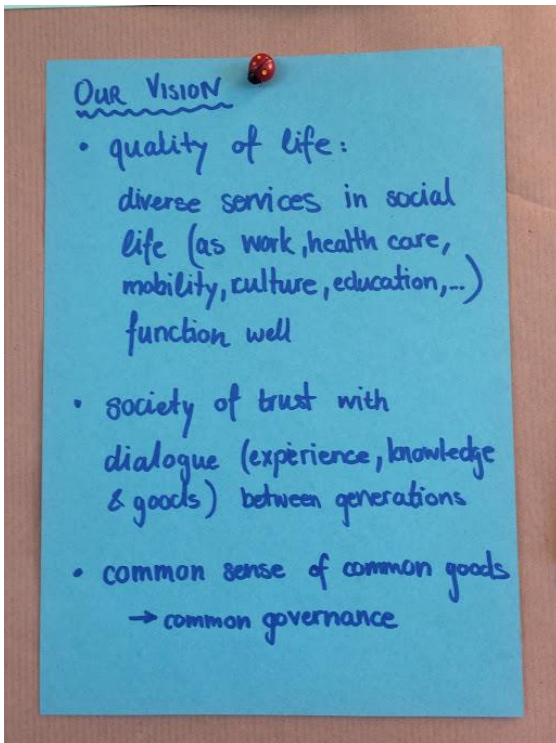 OUR VISION
• quality of life:
diverse services in social
life (as work, health care,
mobility, culture, education,...)
function well
• society of trust with
dialogue (experience, knowledge
& goods) between generations
• common sense of common goods
→ common governance